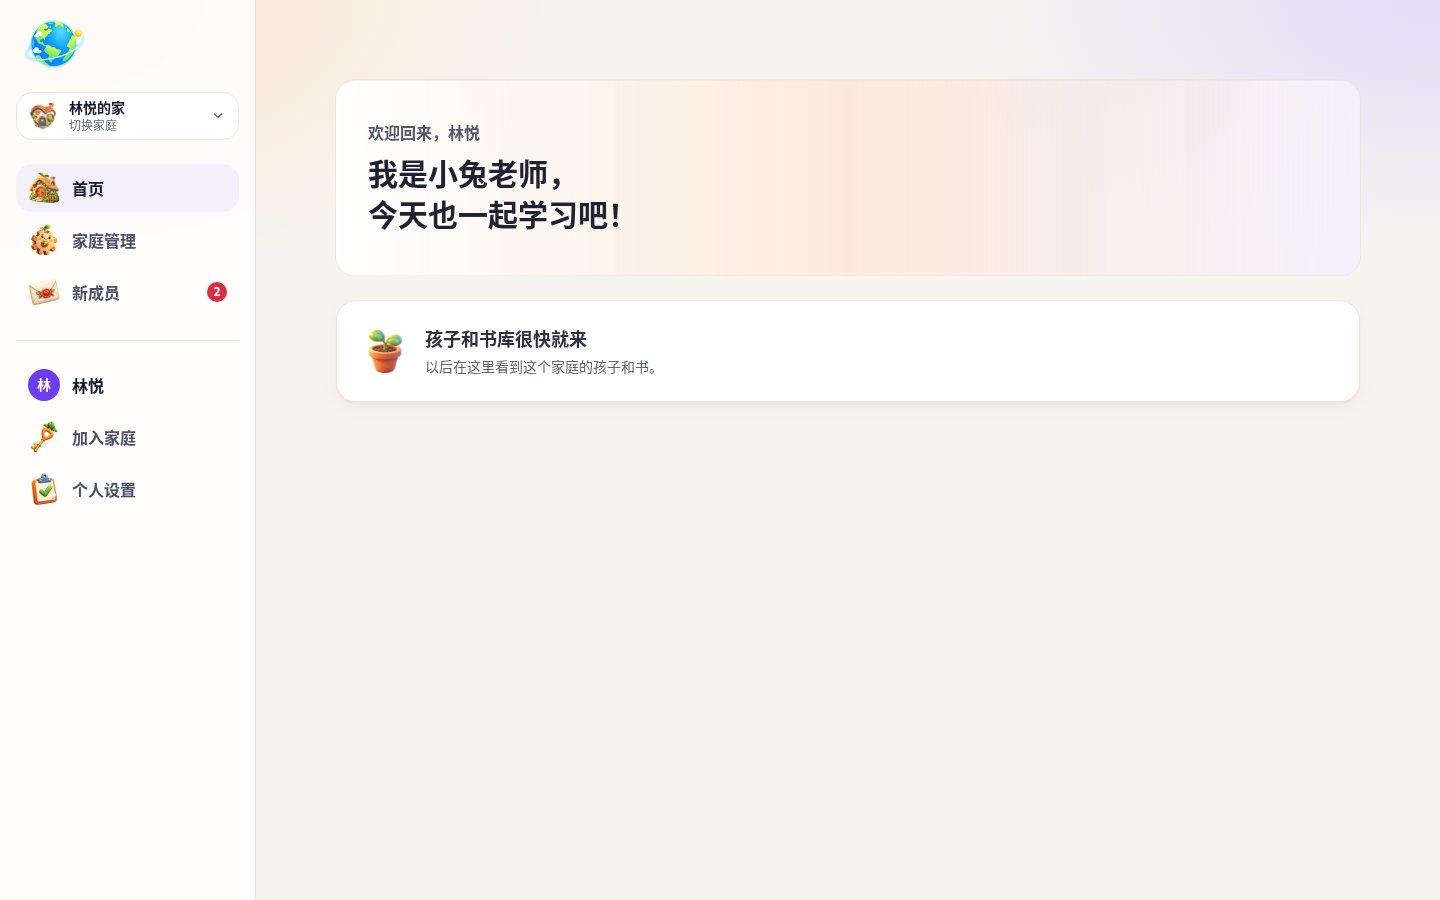 林悦的家
切换家庭
首页
家庭管理
新成员
2
林
林悦
加入家庭
个人设置
欢迎回来，林悦
我是小兔老师，
今天也一起学习吧！
孩子和书库很快就来
以后在这里看到这个家庭的孩子和书。